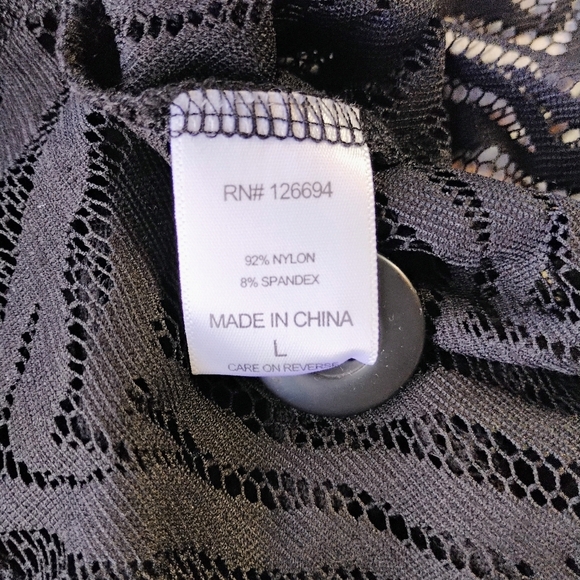 RN# 126694
92% NYLON
8% SPANDEX
MADE IN CHINA
L
CARE ON REVERSE